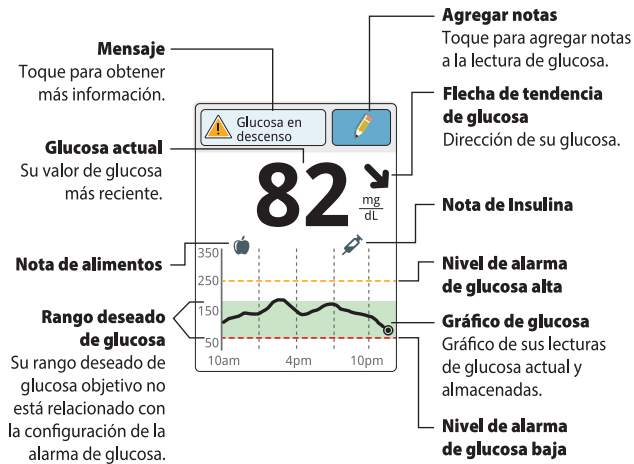 Mensaje
Toque para obtener
más información.
Glucosa actual
Su valor de glucosa
más reciente.
Nota de alimentos
Rango deseado
de glucosa
Su rango deseado de
glucosa objetivo no
está relacionado con
la configuración de la
alarma de glucosa.
Glucosa en
descenso
82
mg
dL
350
250
150
50
10am 4pm 10pm
Agregar notas
Toque para agregar notas
a la lectura de glucosa.
Flecha de tendencia
de glucosa
Dirección de su glucosa.
Nota de Insulina
Nivel de alarma
de glucosa alta
Gráfico de glucosa
Gráfico de sus lecturas
de glucosa actual y
almacenadas.
Nivel de alarma
de glucosa baja